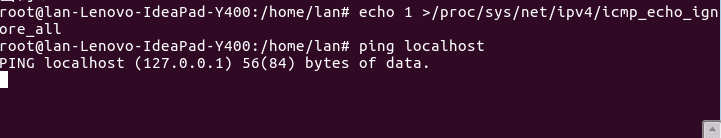 root@lan-Lenovo-IdeaPad-Y400:/home/lan# echo 1 >/proc/sys/net/ipv4/icmp_echo_ign
ore_all
root@lan-Lenovo-IdeaPad-Y400:/home/lan# ping localhost
PING localhost (127.0.0.1) 56(84) bytes of data.